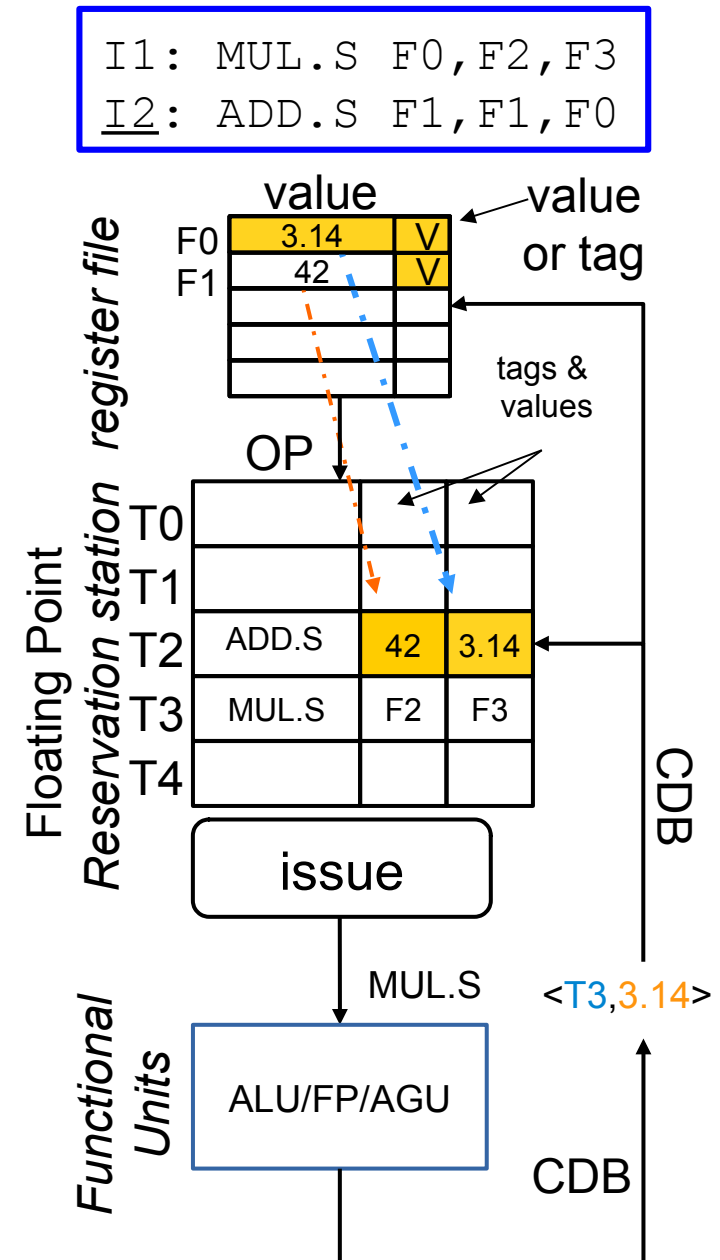 I1: MUL.S F0,F2,F3
I2: ADD.S F1,F1,F0
value
value
or tag
register file
F0 3.14 V
F1 42 V
tags &
values
OP
Floating Point
Reservation station
T0
T1
T2 ADD.S 42 3.14
T3 MUL.S F2 F3
T4
CDB
issue
MUL.S
<T3,3.14>
Functional
Units
ALU/FP/AGU
CDB